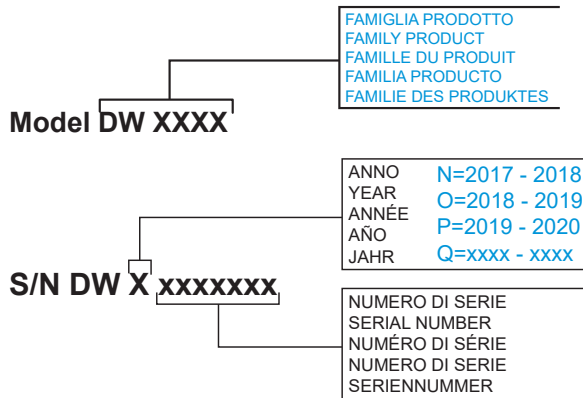 FAMIGLIA PRODOTTO
FAMILY PRODUCT
FAMILLE DU PRODUIT
FAMILIA PRODUCTO
FAMILIE DES PRODUKTES
Model DW XXXX
ANNO
YEAR
ANNÉE
AÑO
JAHR
N=2017 - 2018
O=2018 - 2019
P=2019 - 2020
Q=xxxx - xxxx
S/N DW X xxxxxxx
NUMERO DI SERIE
SERIAL NUMBER
NUMÉRO DI SÉRIE
NUMERO DI SERIE
SERIENNUMMER